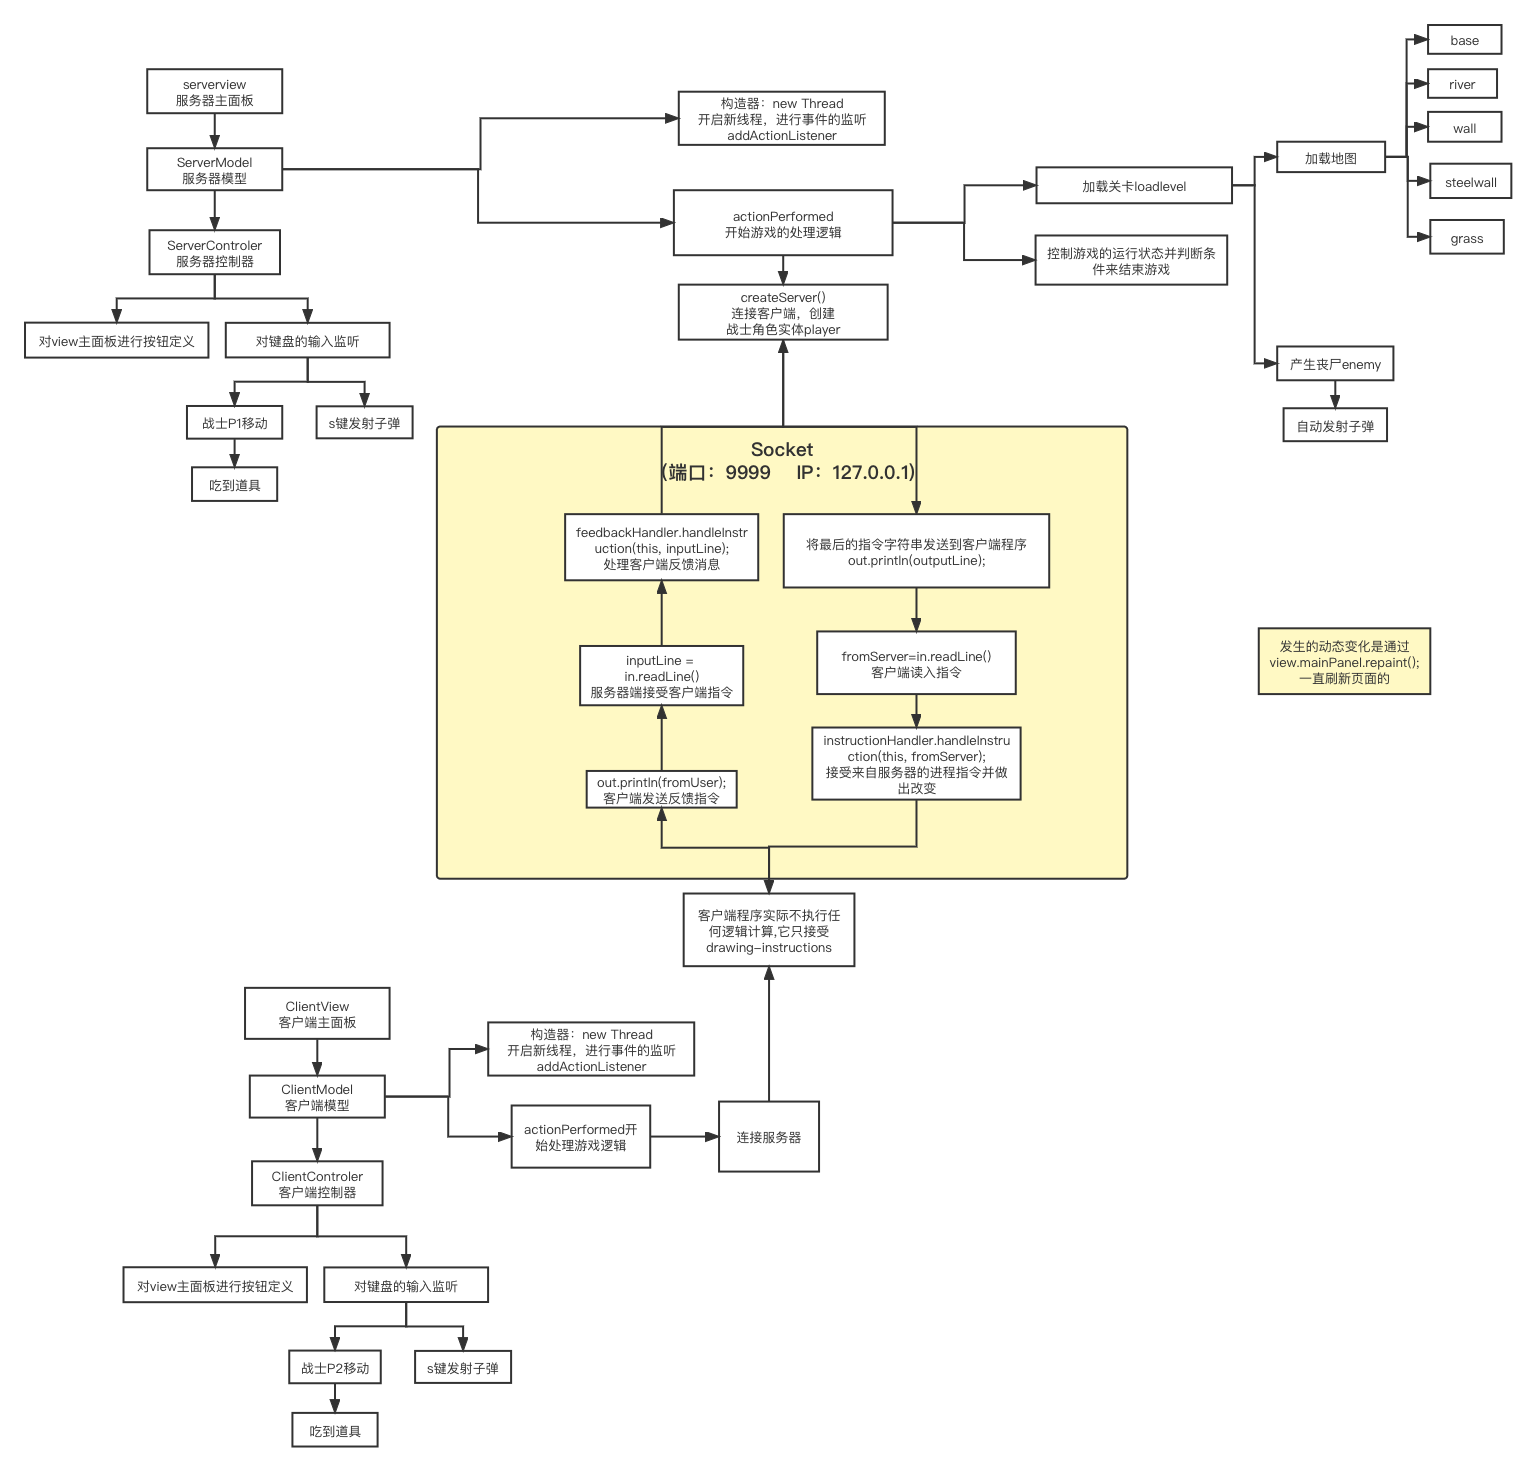 serverview
服务器主面板
ServerModel
服务器模型
ServerControler
服务器控制器
对view主面板进行按钮定义
对键盘的输入监听
战士P1移动
s键发射子弹
吃到道具
构造器：new Thread
开启新线程，进行事件的监听
addActionListener
actionPerformed
开始游戏的处理逻辑
createServer()
连接客户端，创建
战士角色实体player
加载关卡loadlevel
控制游戏的运行状态并判断条
件来结束游戏
加载地图
base
river
wall
steelwall
grass
产生丧尸enemy
自动发射子弹
Socket
(端口：9999 IP：127.0.0.1)
feedbackHandler.handleInstr
uction(this, inputLine);
处理客户端反馈消息
inputLine =
in.readLine()
服务器端接受客户端指令
out.println(fromUser);
客户端发送反馈指令
将最后的指令字符串发送到客户端程序
out.println(outputLine);
fromServer=in.readLine()
客户端读入指令
instructionHandler.handleInstru
ction(this, fromServer);
接受来自服务器的进程指令并做
出改变
发生的动态变化是通过
view.mainPanel.repaint();
一直刷新页面的
客户端程序实际不执行任
何逻辑计算,它只接受
drawing-instructions
ClientView
客户端主面板
ClientModel
客户端模型
ClientControler
客户端控制器
构造器：new Thread
开启新线程，进行事件的监听
addActionListener
actionPerformed开
始处理游戏逻辑
连接服务器
对view主面板进行按钮定义
对键盘的输入监听
战士P2移动
s键发射子弹
吃到道具